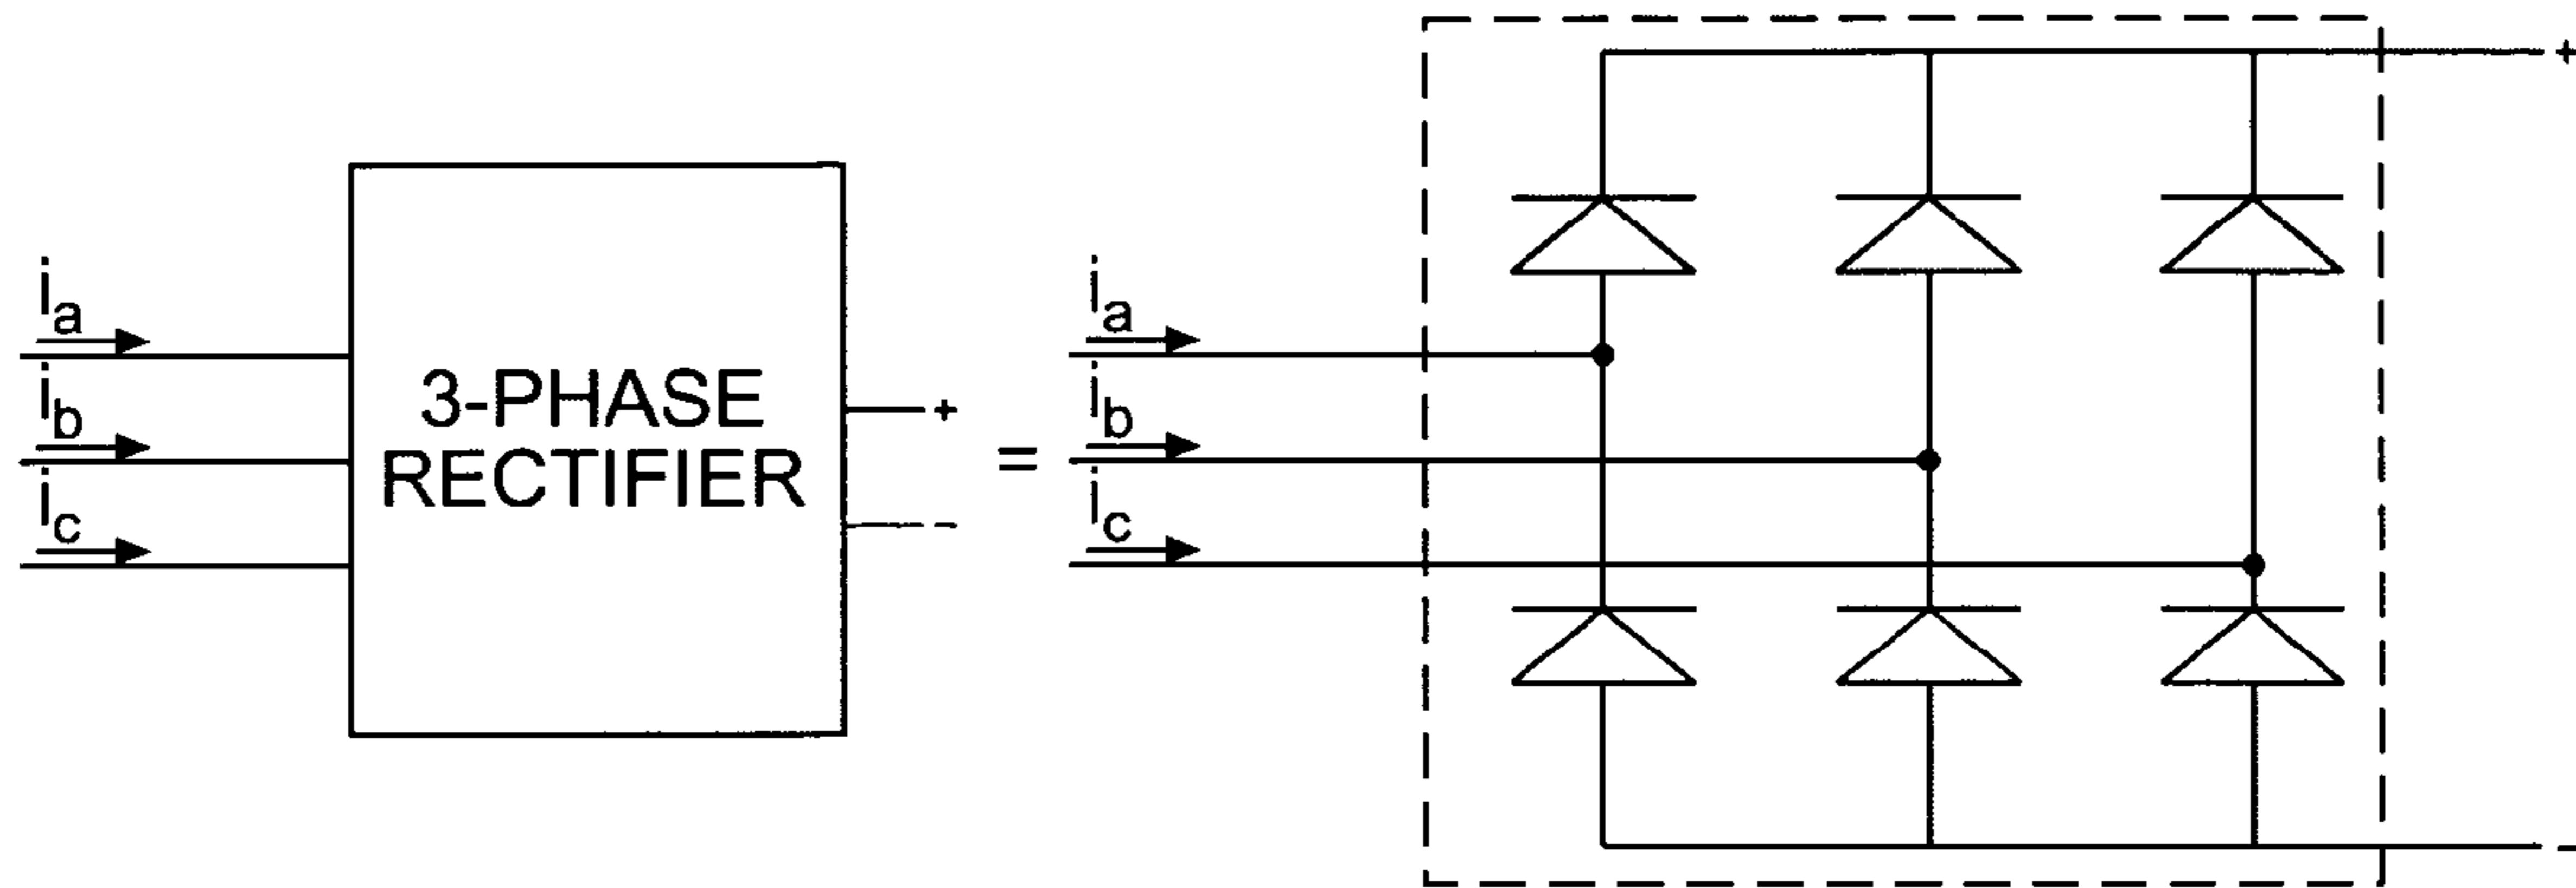 i_a
i_b
i_c
3-PHASE
RECTIFIER
+
-
=
i_a
i_b
i_c
+
-